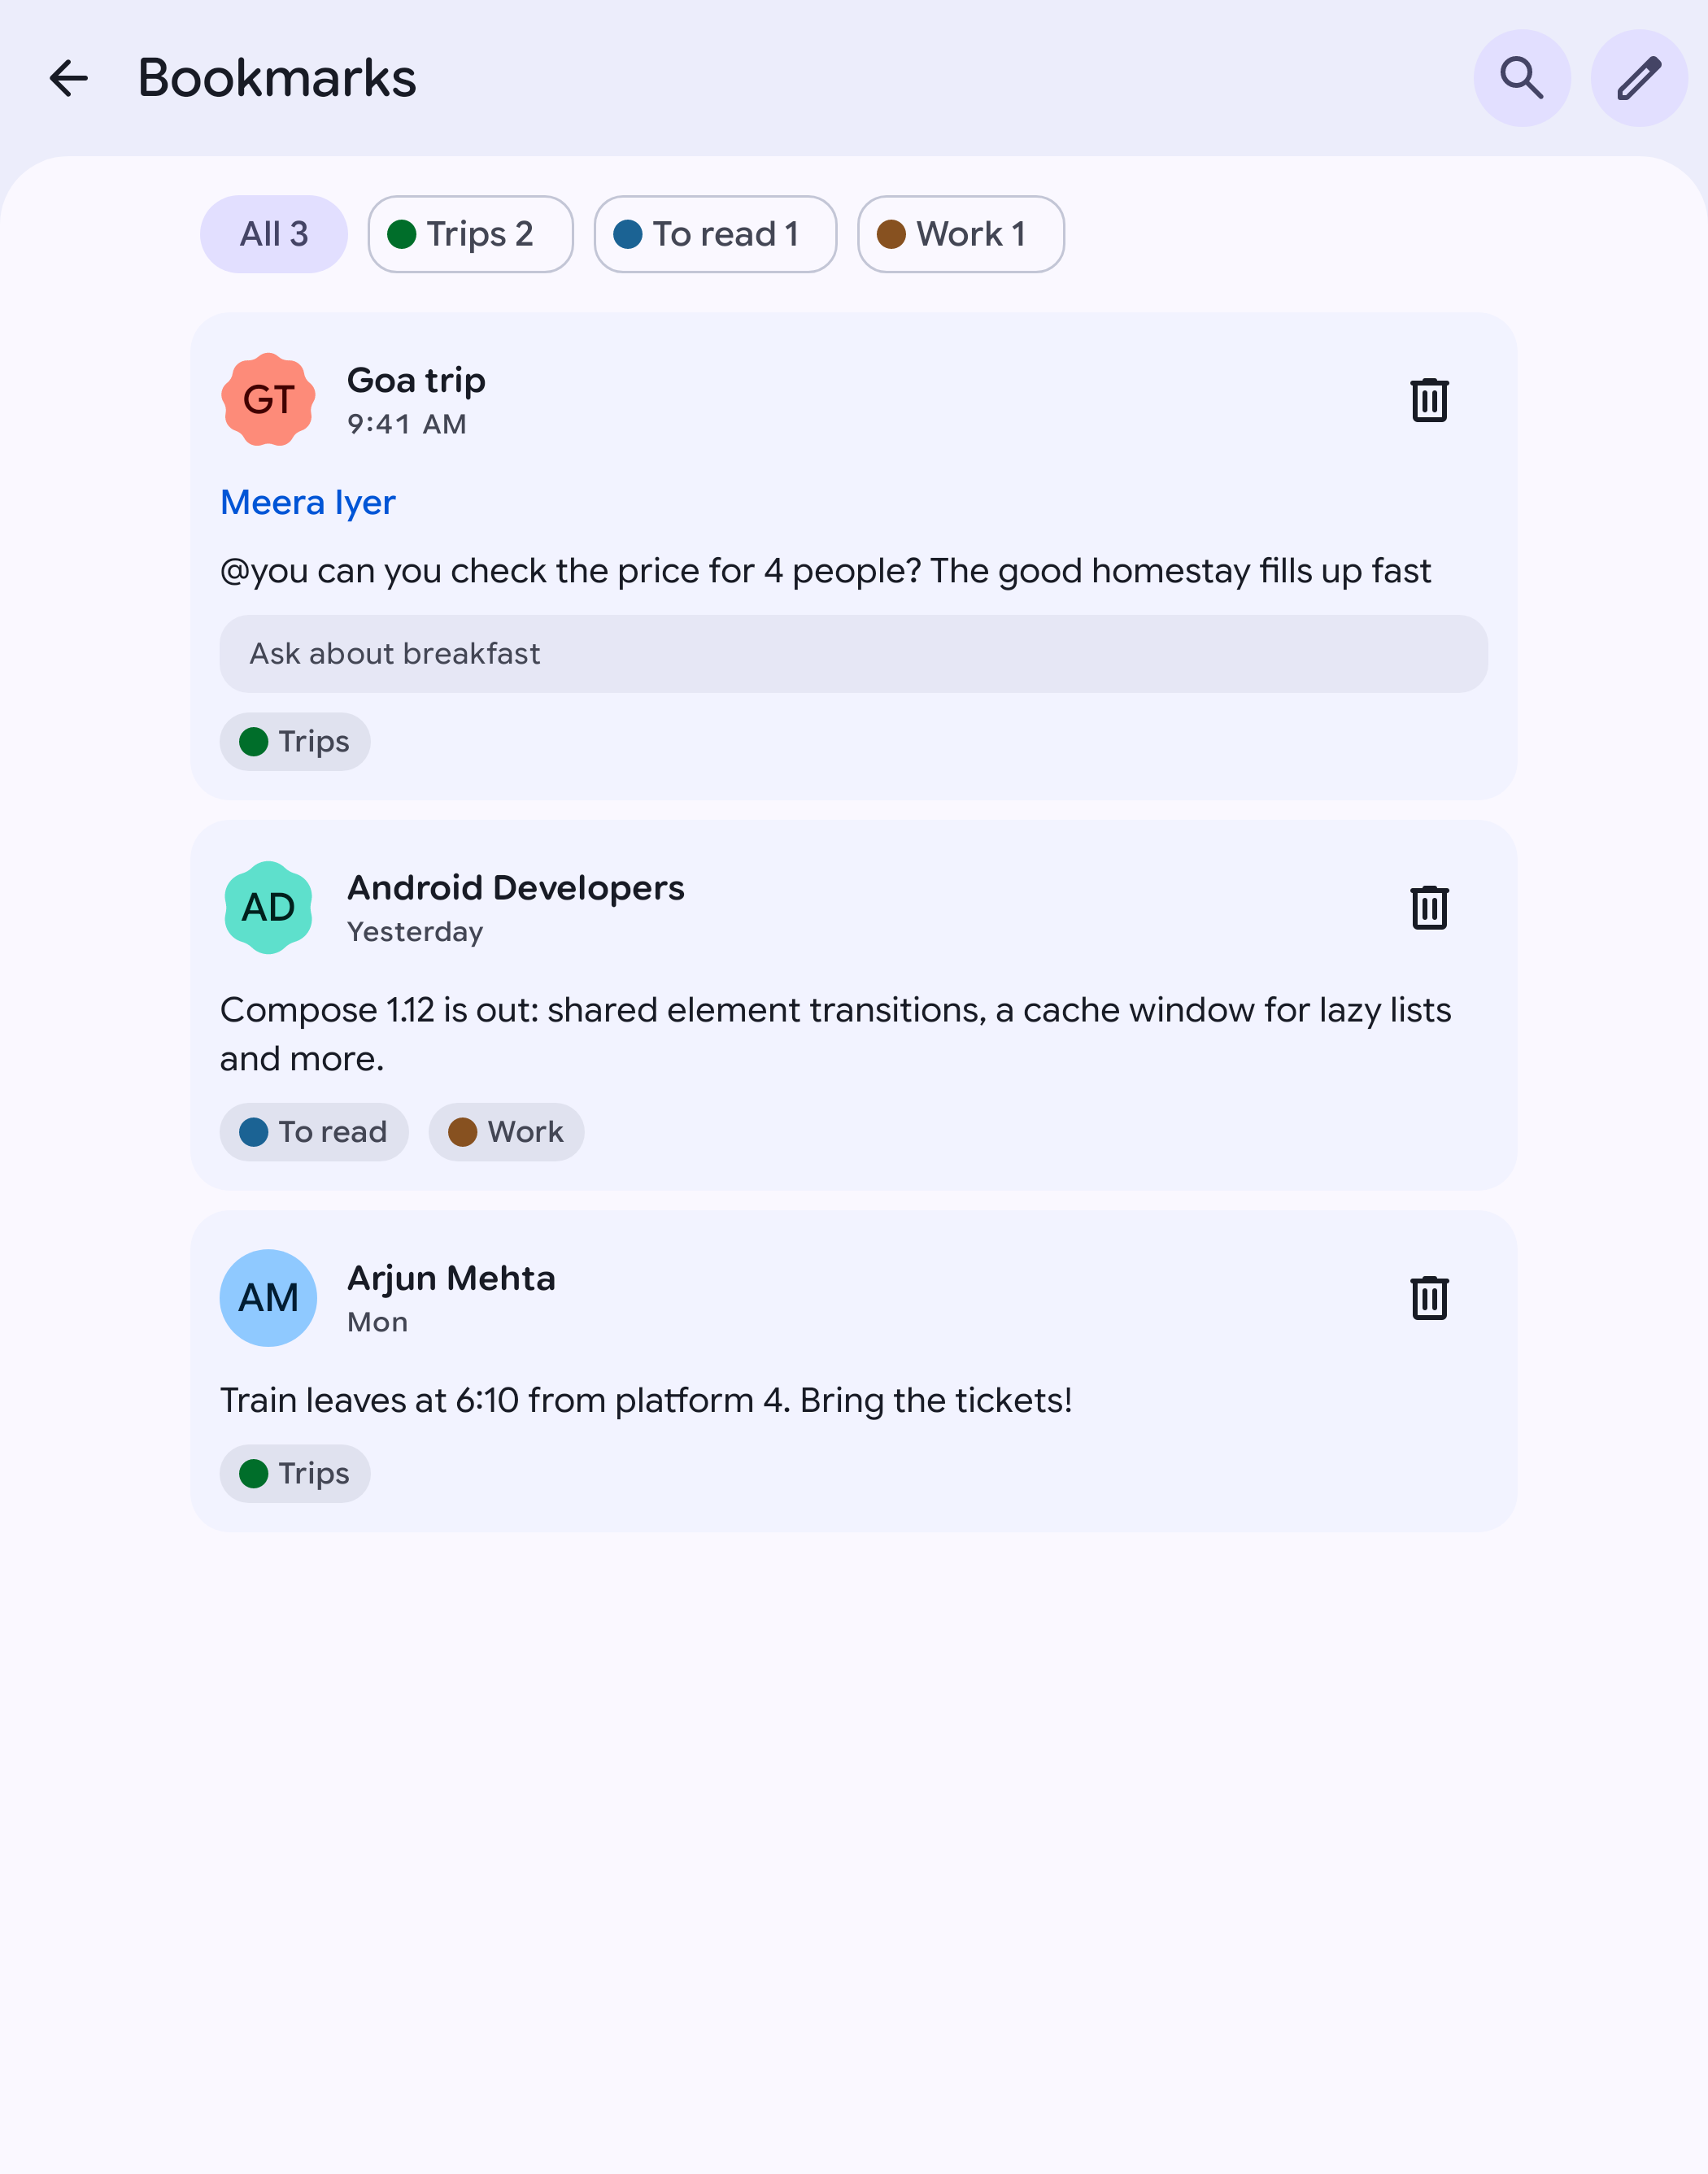 Bookmarks
All 3
Trips 2
To read 1
Work 1
GT
Goa trip
9:41 AM
Meera Iyer
@you can you check the price for 4 people? The good homestay fills up fast
Ask about breakfast
Trips
AD
Android Developers
Yesterday
Compose 1.12 is out: shared element transitions, a cache window for lazy lists
and more.
To read
Work
AM
Arjun Mehta
Mon
Train leaves at 6:10 from platform 4. Bring the tickets!
Trips